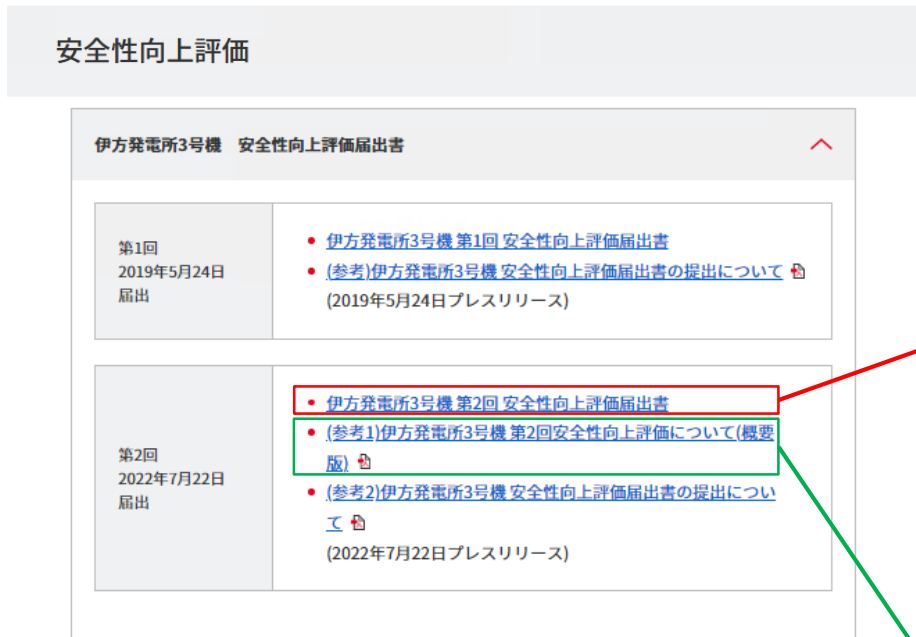 安全性向上評価
伊方発電所3号機　安全性向上評価届出書
第1回
2019年5月24日
届出
伊方発電所3号機 第1回 安全性向上評価届出書
(参考)伊方発電所3号機 安全性向上評価届出書の提出について
(2019年5月24日プレスリリース)
第2回
2022年7月22日
届出
伊方発電所3号機 第2回 安全性向上評価届出書
(参考1)伊方発電所3号機 第2回安全性向上評価について(概要
版)
(参考2)伊方発電所3号機 安全性向上評価届出書の提出につい
て
(2022年7月22日プレスリリース)